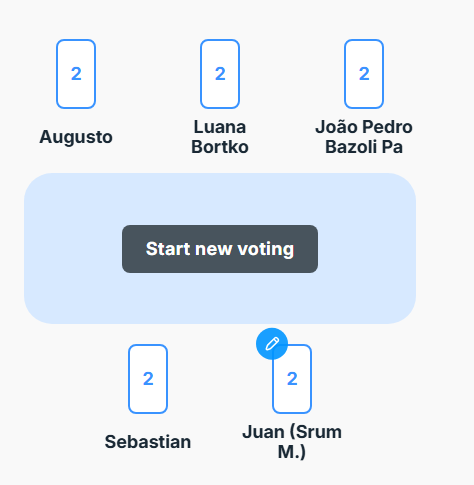 2
2
2
Augusto
Luana
Bortko
João Pedro
Bazoli Pa
Start new voting
2
2
Sebastian
Juan (Srum
M.)